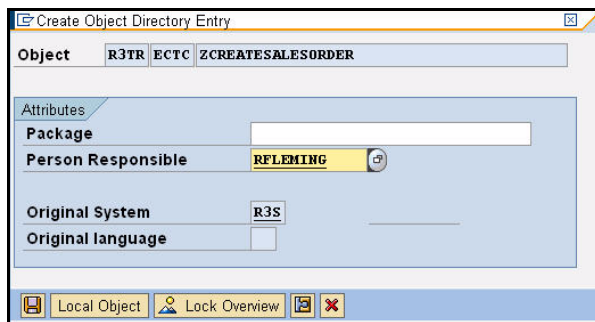 Create Object Directory Entry
Object R3TR ECTC ZCREATESALESORDER
Attributes
Package
Person Responsible RFLEMING
Original System R3S
Original language
Local Object Lock Overview